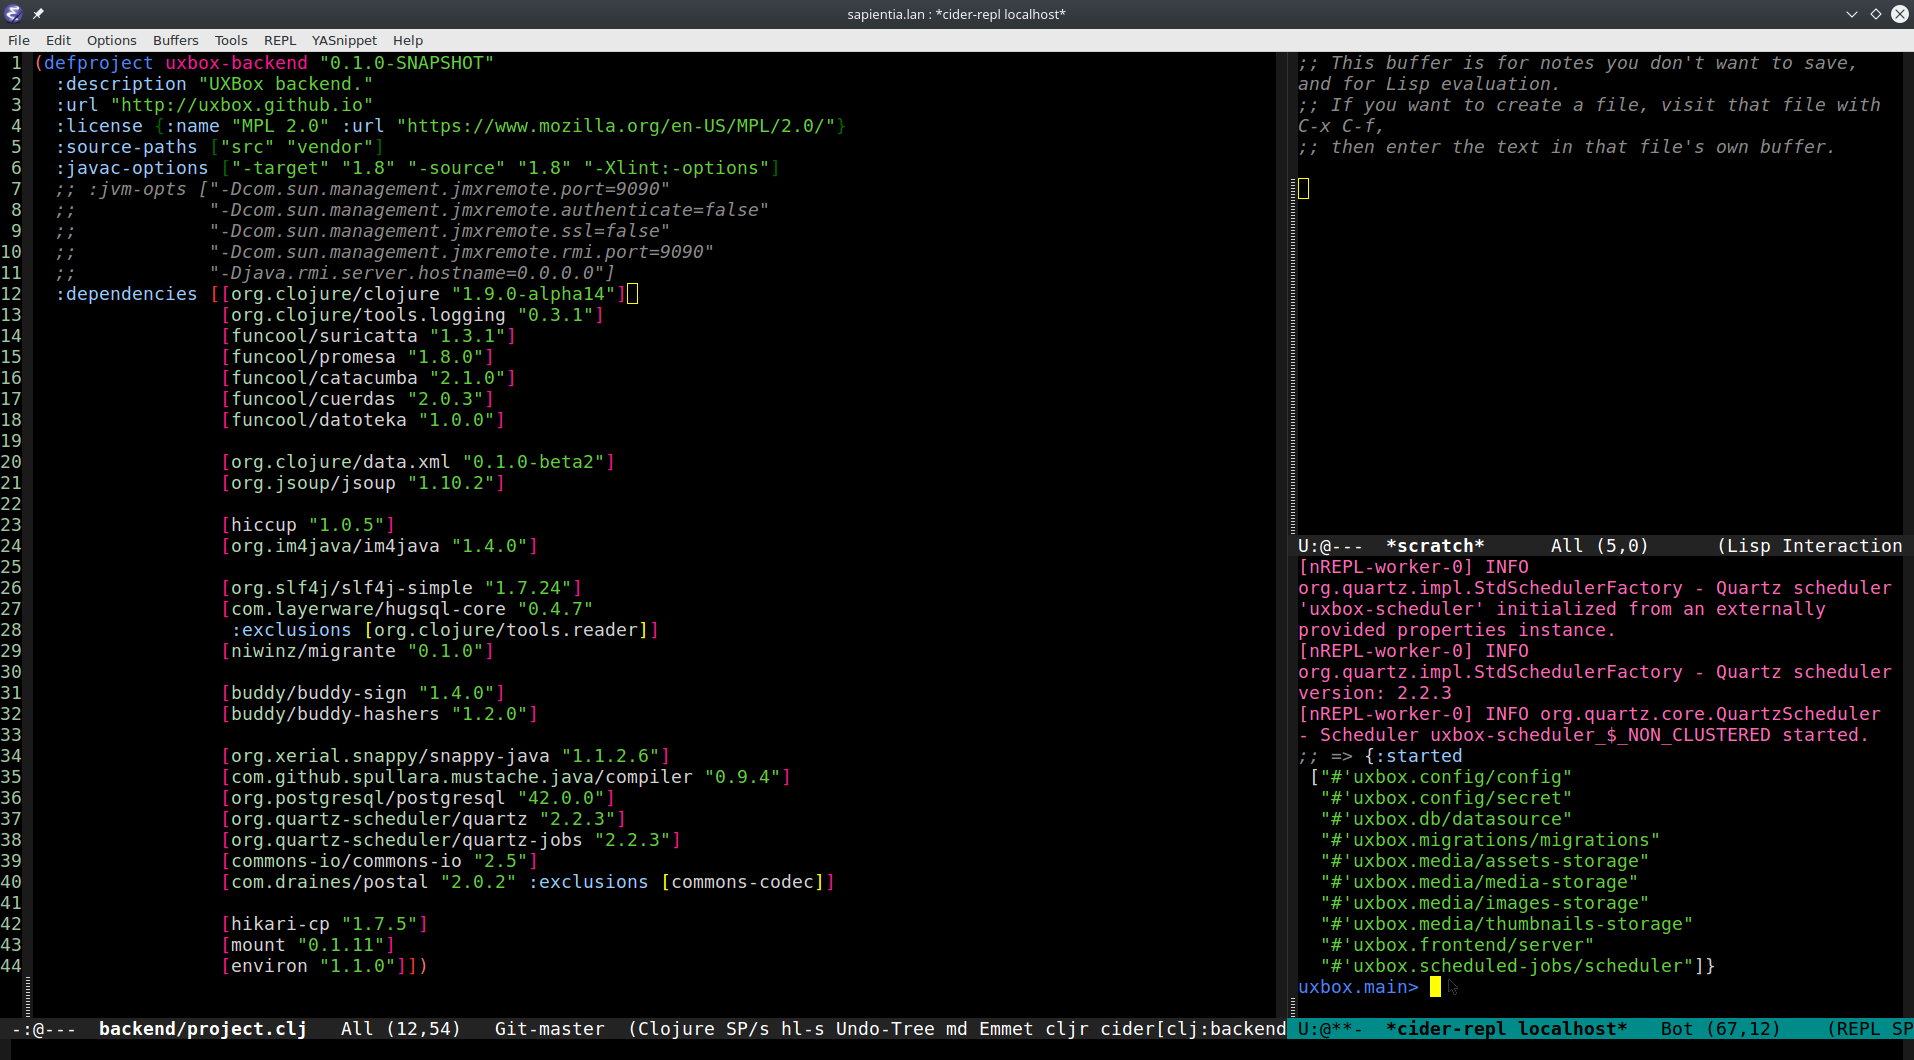 sapientia.lan : *cider-repl localhost*
File Edit Options Buffers Tools REPL YASnippet Help
1 (defproject uxbox-backend "0.1.0-SNAPSHOT"
2   :description "UXBox backend."
3   :url "http://uxbox.github.io"
4   :license {:name "MPL 2.0" :url "https://www.mozilla.org/en-US/MPL/2.0/"}
5   :source-paths ["src" "vendor"]
6   :javac-options ["-target" "1.8" "-source" "1.8" "-Xlint:-options"]
7   ;; :jvm-opts ["-Dcom.sun.management.jmxremote.port=9090"
8   ;;            "-Dcom.sun.management.jmxremote.authenticate=false"
9   ;;            "-Dcom.sun.management.jmxremote.ssl=false"
10   ;;            "-Dcom.sun.management.jmxremote.rmi.port=9090"
11   ;;            "-Djava.rmi.server.hostname=0.0.0.0"]
12   :dependencies [[org.clojure/clojure "1.9.0-alpha14"]
13                  [org.clojure/tools.logging "0.3.1"]
14                  [funcool/suricatta "1.3.1"]
15                  [funcool/promesa "1.8.0"]
16                  [funcool/catacumba "2.1.0"]
17                  [funcool/cuerdas "2.0.3"]
18                  [funcool/datoteka "1.0.0"]
19
20                  [org.clojure/data.xml "0.1.0-beta2"]
21                  [org.jsoup/jsoup "1.10.2"]
22
23                  [hiccup "1.0.5"]
24                  [org.im4java/im4java "1.4.0"]
25
26                  [org.slf4j/slf4j-simple "1.7.24"]
27                  [com.layerware/hugsql-core "0.4.7"
28                   :exclusions [org.clojure/tools.reader]]
29                  [niwinz/migrante "0.1.0"]
30
31                  [buddy/buddy-sign "1.4.0"]
32                  [buddy/buddy-hashers "1.2.0"]
33
34                  [org.xerial.snappy/snappy-java "1.1.2.6"]
35                  [com.github.spullara.mustache.java/compiler "0.9.4"]
36                  [org.postgresql/postgresql "42.0.0"]
37                  [org.quartz-scheduler/quartz "2.2.3"]
38                  [org.quartz-scheduler/quartz-jobs "2.2.3"]
39                  [commons-io/commons-io "2.5"]
40                  [com.draines/postal "2.0.2" :exclusions [commons-codec]]
41
42                  [hikari-cp "1.7.5"]
43                  [mount "0.1.11"]
44                  [environ "1.1.0"]])
-:@---  backend/project.clj   All (12,54)   Git-master  (Clojure SP/s hl-s Undo-Tree md Emmet cljr cider[clj:backend
;; This buffer is for notes you don't want to save,
and for Lisp evaluation.
;; If you want to create a file, visit that file with
C-x C-f,
;; then enter the text in that file's own buffer.
U:@---  *scratch*      All (5,0)      (Lisp Interaction
[nREPL-worker-0] INFO
org.quartz.impl.StdSchedulerFactory - Quartz scheduler
'uxbox-scheduler' initialized from an externally
provided properties instance.
[nREPL-worker-0] INFO
org.quartz.impl.StdSchedulerFactory - Quartz scheduler
version: 2.2.3
[nREPL-worker-0] INFO org.quartz.core.QuartzScheduler
- Scheduler uxbox-scheduler_$_NON_CLUSTERED started.
;; => {:started
 ["#'uxbox.config/config"
  "#'uxbox.config/secret"
  "#'uxbox.db/datasource"
  "#'uxbox.migrations/migrations"
  "#'uxbox.media/assets-storage"
  "#'uxbox.media/media-storage"
  "#'uxbox.media/images-storage"
  "#'uxbox.media/thumbnails-storage"
  "#'uxbox.frontend/server"
  "#'uxbox.scheduled-jobs/scheduler"]}
uxbox.main>
U:@**-  *cider-repl localhost*   Bot (67,12)    (REPL SP